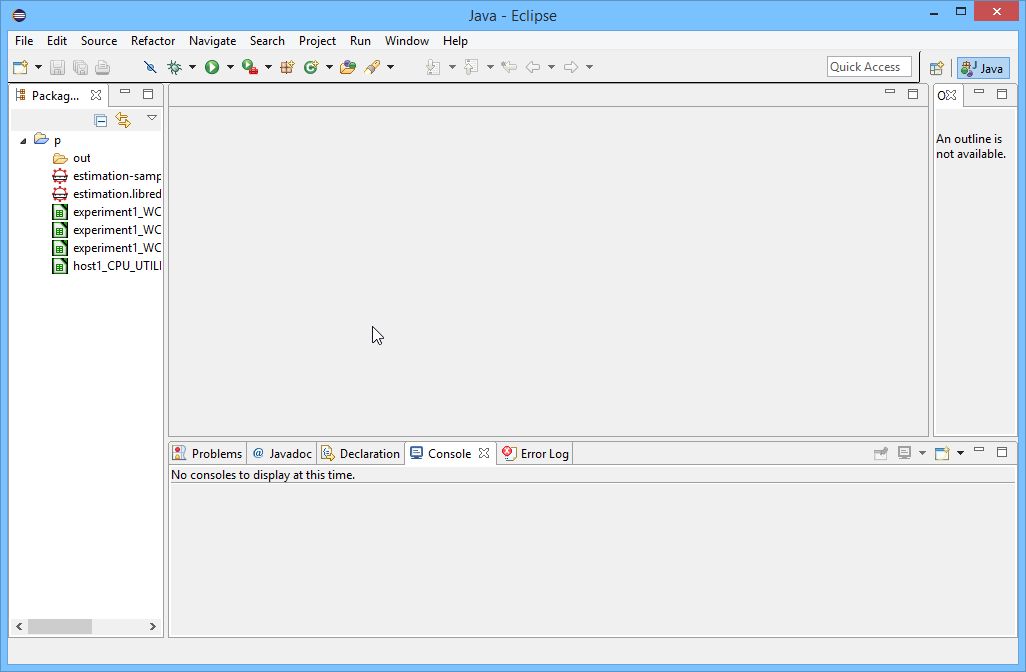 Java - Eclipse
File Edit Source Refactor Navigate Search Project Run Window Help
Quick Access
Java
Packag...
O
p
out
estimation-samp
estimation.libred
experiment1_WC
experiment1_WC
experiment1_WC
host1_CPU_UTILI
An outline is
not available.
Problems @ Javadoc Declaration Console Error Log
No consoles to display at this time.